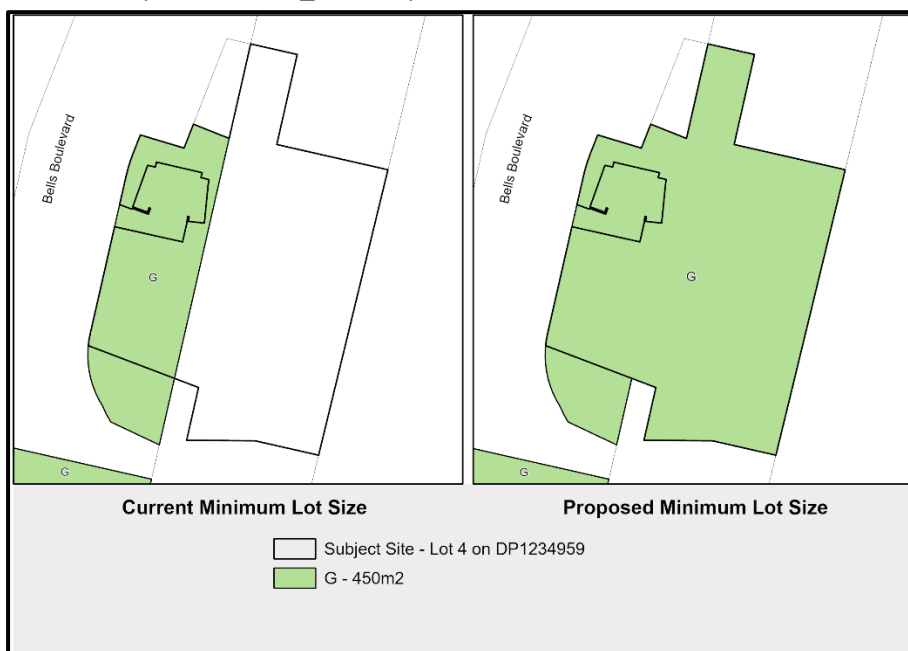 Bells Boulevard
G
G
Bells Boulevard
G
G
Current Minimum Lot Size
Proposed Minimum Lot Size
Subject Site - Lot 4 on DP1234959
G - 450m2